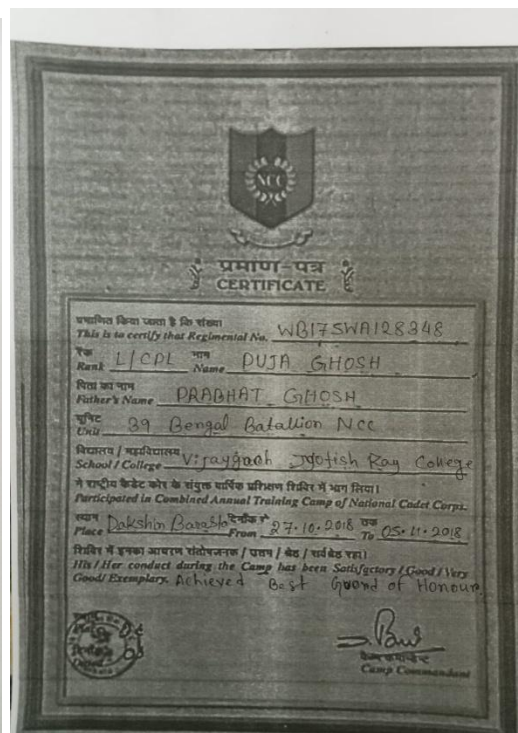 NCC
प्रमाण-पत्र
CERTIFICATE
प्रमाणित किया जाता है कि संख्या
This is to certify that Regimental No. WB17SWA128348
रैंक L/CPL नाम PUJA GHOSH
Rank Name
पिता का नाम
Father's Name PRABHAT GHOSH
यूनिट
Unit 39 Bengal Batallion NCC
विद्यालय / महाविद्यालय
School / College Vijaygarh Jyotish Ray College
ने राष्ट्रीय कैडेट कोर के संयुक्त वार्षिक प्रशिक्षण शिविर में भाग लिया।
Participated in Combined Annual Training Camp of National Cadet Corps.
स्थान दिनाँक से तक
Place Dakshin From 27.10.2018 To 05.11.2018
शिविर में इनका आचरण संतोषजनक / उत्तम / श्रेष्ठ / सर्वश्रेष्ठ रहा।
His / Her conduct during the Camp has been Satisfactory / Good / Very
Good / Exemplary. Achieved Best Guard of Honour
कैम्प कमाण्डेन्ट
Camp Commandant